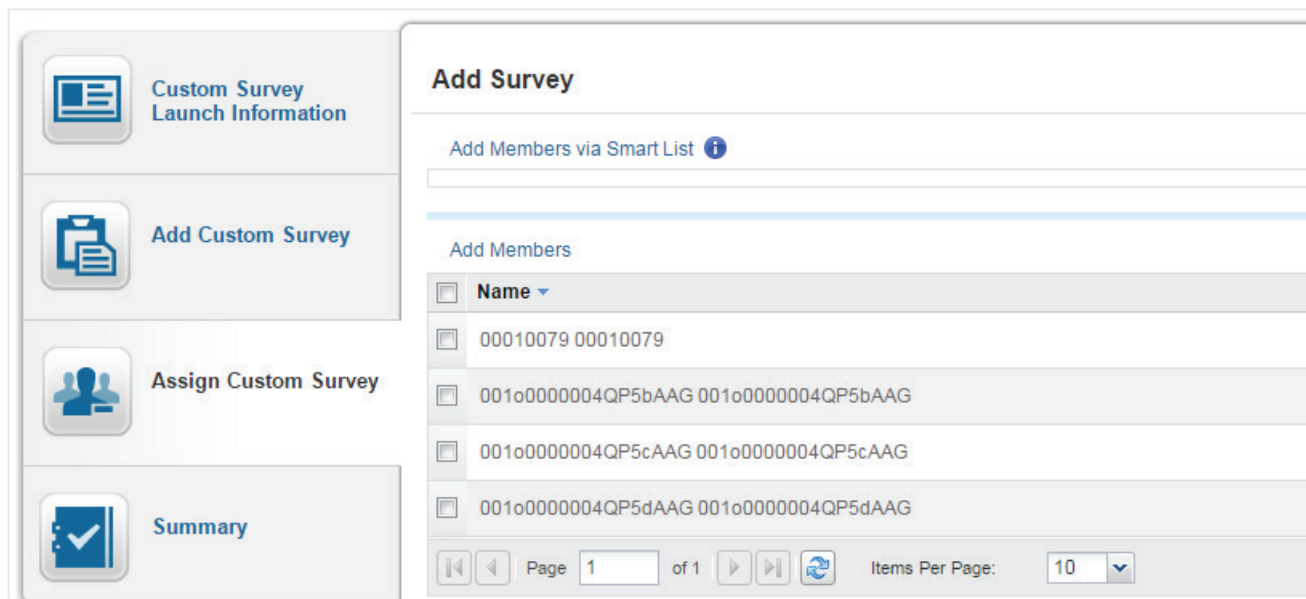 Custom Survey
Launch Information
Add Custom Survey
Assign Custom Survey
Summary
Add Survey
Add Members via Smart List
Add Members
Name
00010079 00010079
001o0000004QP5bAAG 001o0000004QP5bAAG
001o0000004QP5cAAG 001o0000004QP5cAAG
001o0000004QP5dAAG 001o0000004QP5dAAG
Page 1 of 1 Items Per Page: 10